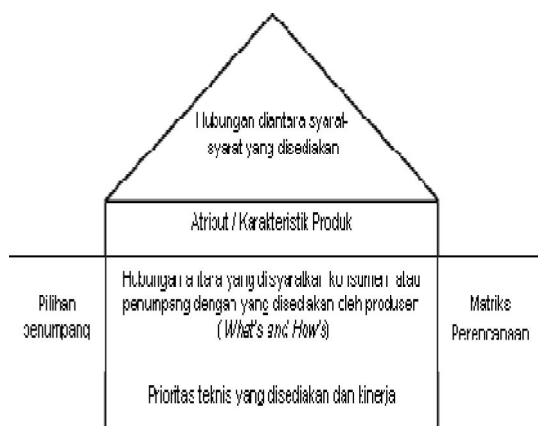 Hubungan diantara syarat-
syarat yang disediakan
Atribut / Karakteristik Produk
Hubungan antara yang disyaratkan konsumen atau
penumpang dengan yang disediakan oleh produsen
(What's and How's)
Pilihan
penumpang
Matriks
Perencanaan
Prioritas teknis yang disediakan dan kinerja